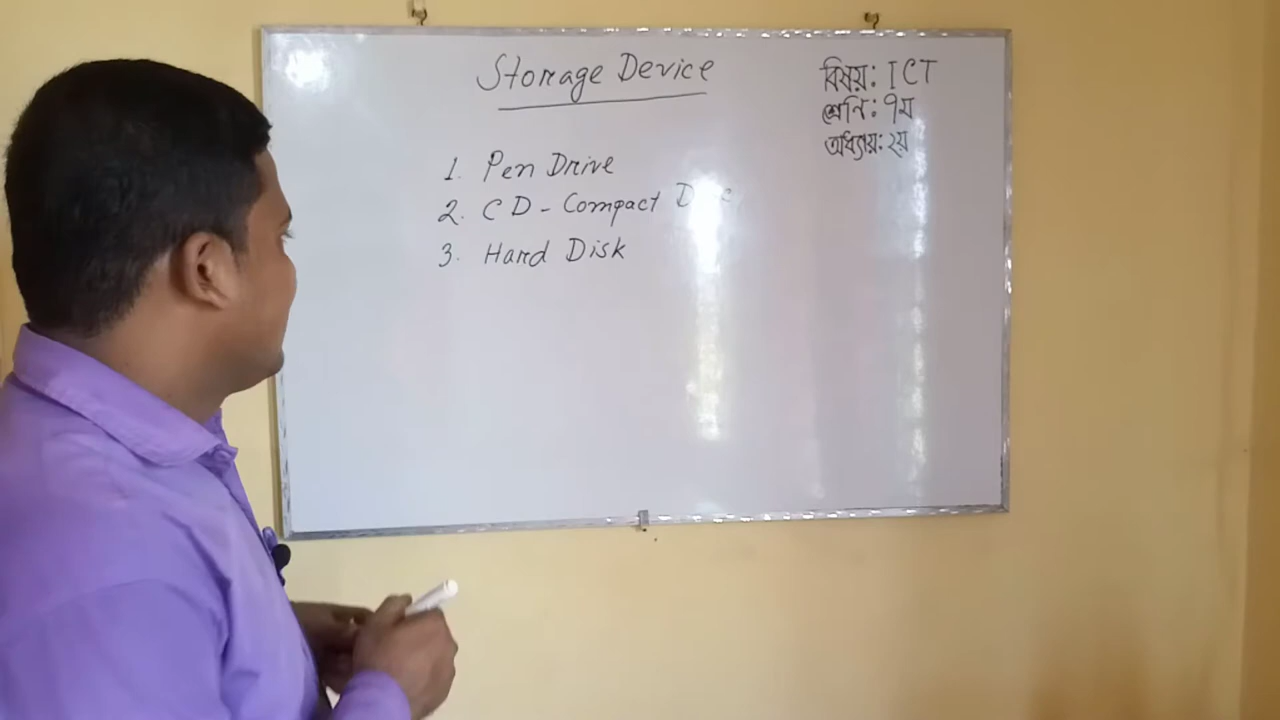 Storage Device
1. Pen Drive
2. CD - Compact
3. Hard Disk
বিষয়: ICT
শ্রেণি: ৭ম
অধ্যায়: ২য়